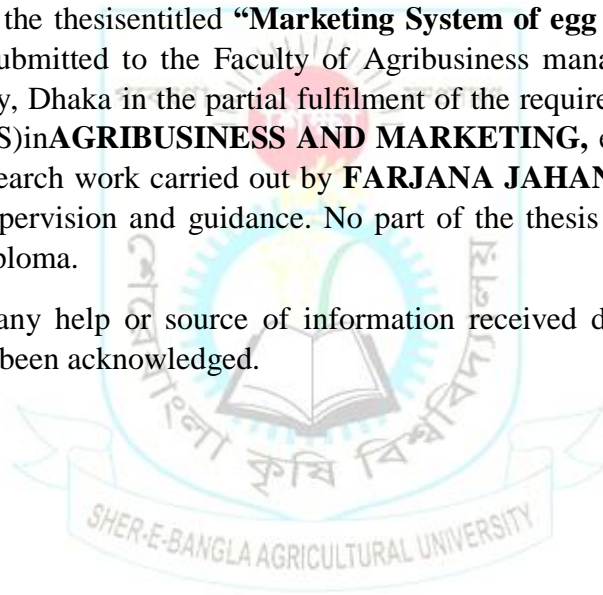 the thesisentitled “Marketing System of egg
ubmitted to the Faculty of Agribusiness mana
y, Dhaka in the partial fulfilment of the require
S)inAGRIBUSINESS AND MARKETING,
earch work carried out by FARJANA JAHAN
pervision and guidance. No part of the thesis
ploma.
any help or source of information received d
been acknowledged.
শেরেবাংলা কৃষি বিশ্ববিদ্যালয়
SHER-E-BANGLA AGRICULTURAL UNIVERSITY